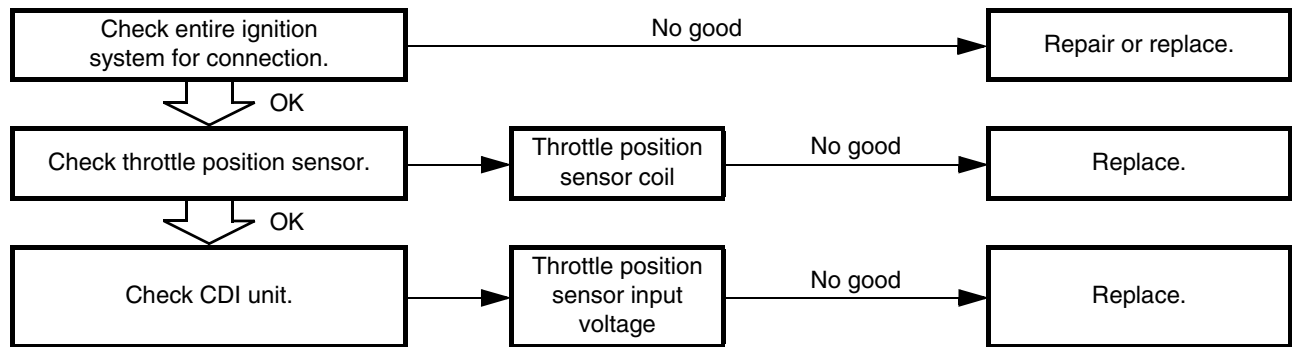 Check entire ignition
system for connection.
No good
Repair or replace.
OK
Check throttle position sensor.
Throttle position
sensor coil
No good
Replace.
OK
Check CDI unit.
Throttle position
sensor input
voltage
No good
Replace.